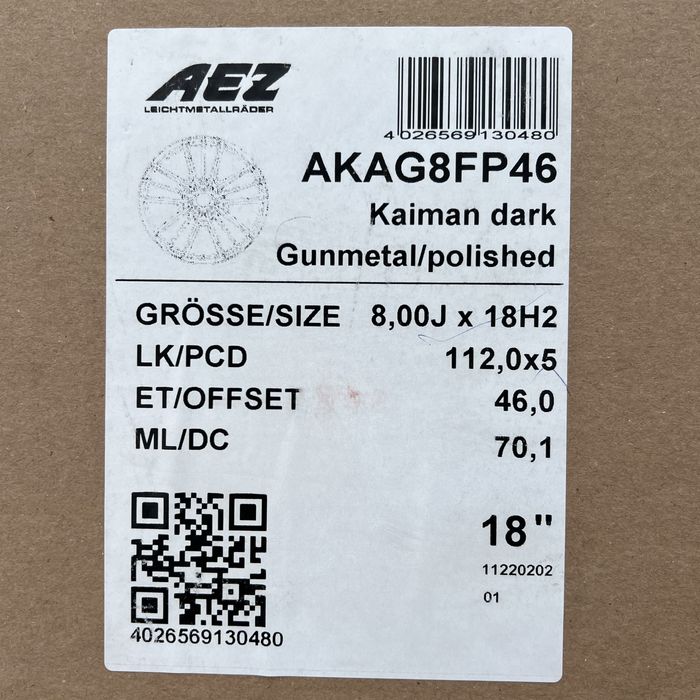 AEZ
LEICHTMETALLRÄDER
4026569130480
AKAG8FP46
Kaiman dark
Gunmetal/polished
GRÖSSE/SIZE 8,00J x 18H2
LK/PCD 112,0x5
ET/OFFSET 46,0
ML/DC 70,1
18"
11220202
01
4026569130480